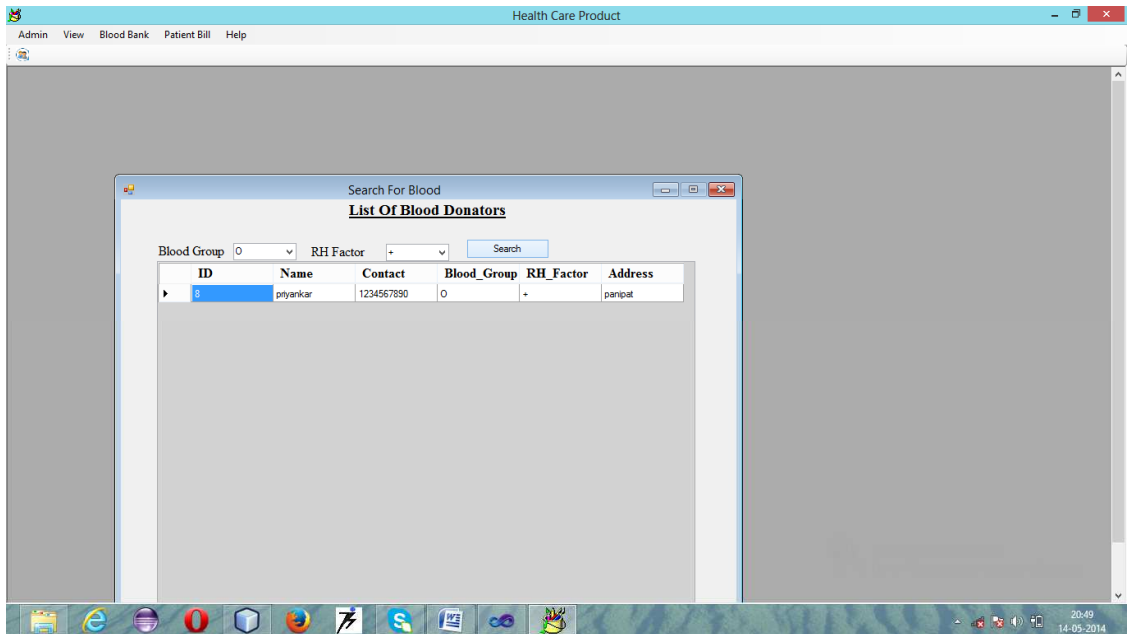 Health Care Product
Admin View Blood Bank Patient Bill Help
Search For Blood
List Of Blood Donators
Blood Group O RH Factor + Search
ID Name Contact Blood_Group RH_Factor Address
8 priyankar 1234567890 O + panipat
20:49
14-05-2014